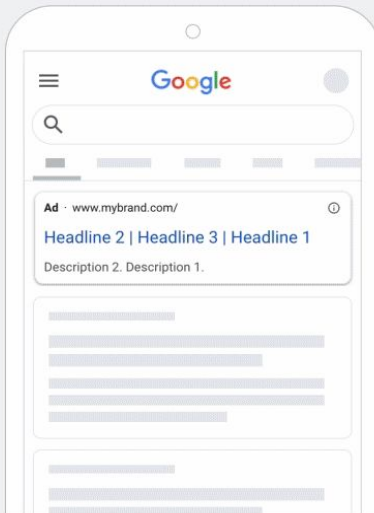 Google
Ad · www.mybrand.com/
Headline 2 | Headline 3 | Headline 1
Description 2. Description 1.